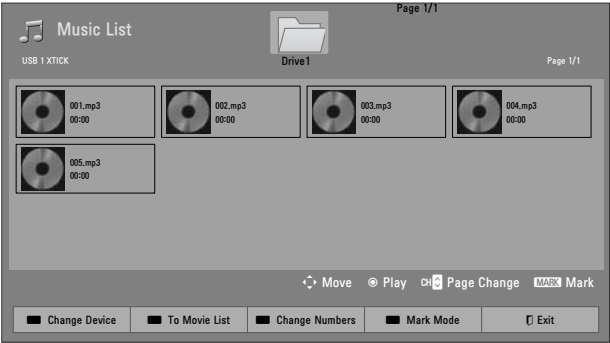 Page 1/1
Music List
USB 1 XTICK
Drive1
Page 1/1
001.mp3
00:00
002.mp3
00:00
003.mp3
00:00
004.mp3
00:00
005.mp3
00:00
Move Play CH Page Change MARK Mark
Change Device To Movie List Change Numbers Mark Mode Exit